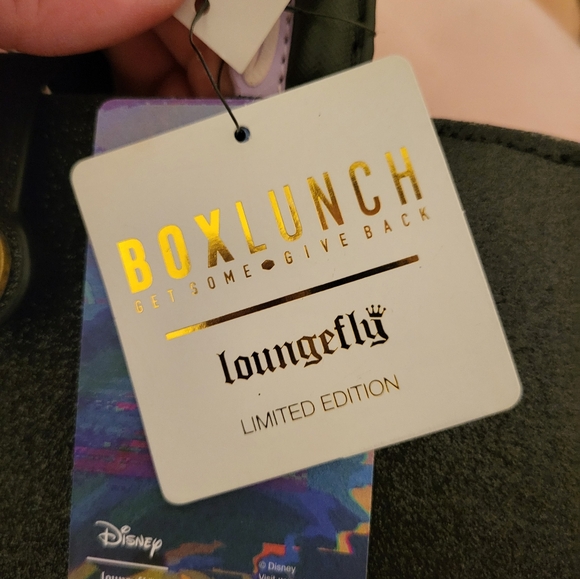 BOXLUNCH
GET SOME GIVE BACK
loungefly
LIMITED EDITION
Disney
© Disney